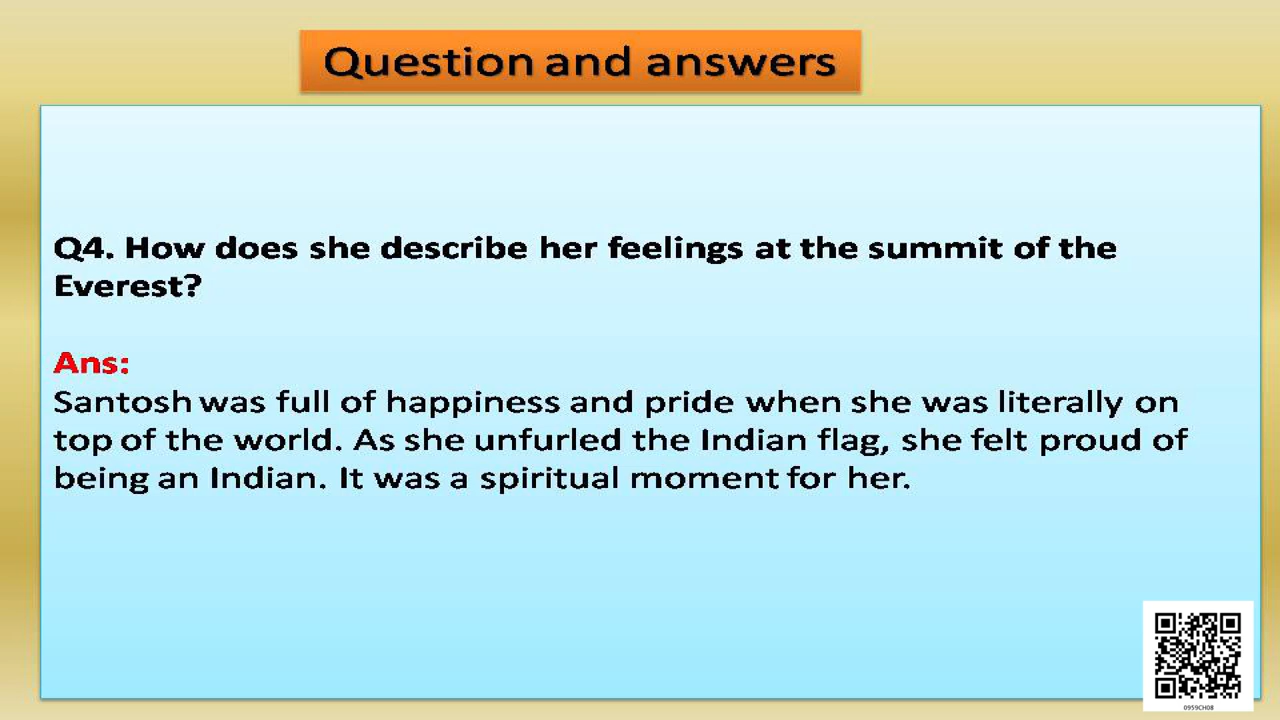 Question and answers
Q4. How does she describe her feelings at the summit of the
Everest?
Ans:
Santosh was full of happiness and pride when she was literally on
top of the world. As she unfurled the Indian flag, she felt proud of
being an Indian. It was a spiritual moment for her.
0959CH08